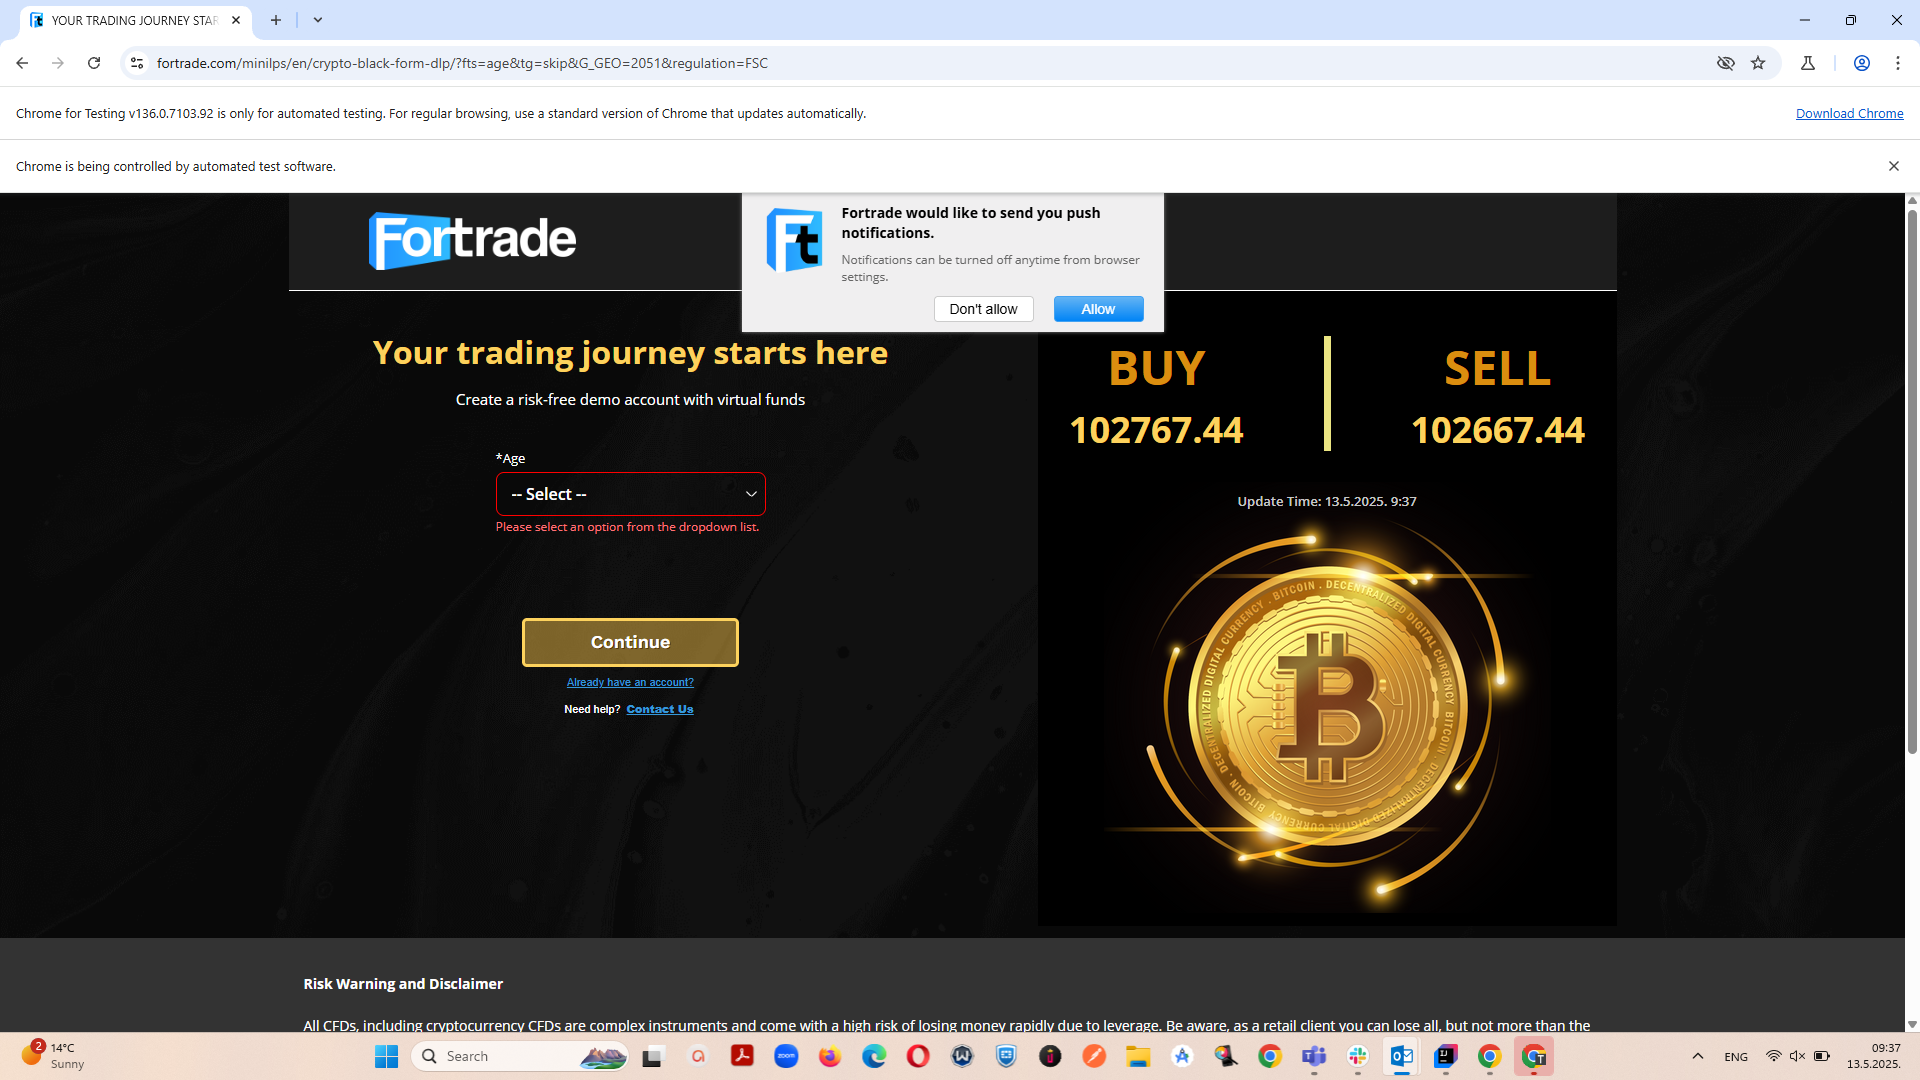 YOUR TRADING JOURNEY STAR
fortrade.com/minilps/en/crypto-black-form-dlp/?fts=age&tg=skip&G_GEO=2051&regulation=FSC
Chrome for Testing v136.0.7103.92 is only for automated testing. For regular browsing, use a standard version of Chrome that updates automatically.
Download Chrome
Chrome is being controlled by automated test software.
Fortrade
Ft
Fortrade would like to send you push
notifications.
Notifications can be turned off anytime from browser
settings.
Don't allow
Allow
Your trading journey starts here
Create a risk-free demo account with virtual funds
*Age
-- Select --
Please select an option from the dropdown list.
Continue
Already have an account?
Need help? Contact Us
BUY
102767.44
SELL
102667.44
Update Time: 13.5.2025. 9:37
BITCOIN . DECENTRALIZED DIGITAL CURRENCY . BITCOIN . DECENTRALIZED DIGITAL CURRENCY . BITCOIN . DECENTRALIZED DIGITAL CURRENCY .
Risk Warning and Disclaimer
All CFDs, including cryptocurrency CFDs are complex instruments and come with a high risk of losing money rapidly due to leverage. Be aware, as a retail client you can lose all, but not more than the
2
14°C
Sunny
Search
zoom
ENG
09:37
13.5.2025.